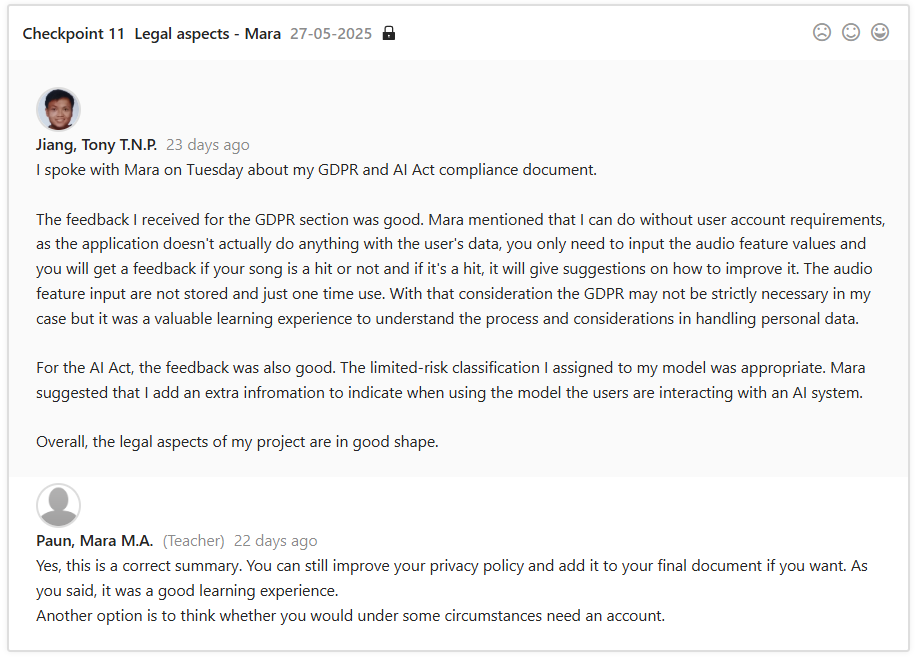 Checkpoint 11 Legal aspects - Mara 27-05-2025
Jiang, Tony T.N.P. 23 days ago
I spoke with Mara on Tuesday about my GDPR and AI Act compliance document.
The feedback I received for the GDPR section was good. Mara mentioned that I can do without user account requirements,
as the application doesn't actually do anything with the user's data, you only need to input the audio feature values and
you will get a feedback if your song is a hit or not and if it's a hit, it will give suggestions on how to improve it. The audio
feature input are not stored and just one time use. With that consideration the GDPR may not be strictly necessary in my
case but it was a valuable learning experience to understand the process and considerations in handling personal data.
For the AI Act, the feedback was also good. The limited-risk classification I assigned to my model was appropriate. Mara
suggested that I add an extra infromation to indicate when using the model the users are interacting with an AI system.
Overall, the legal aspects of my project are in good shape.
Paun, Mara M.A. (Teacher) 22 days ago
Yes, this is a correct summary. You can still improve your privacy policy and add it to your final document if you want. As
you said, it was a good learning experience.
Another option is to think whether you would under some circumstances need an account.